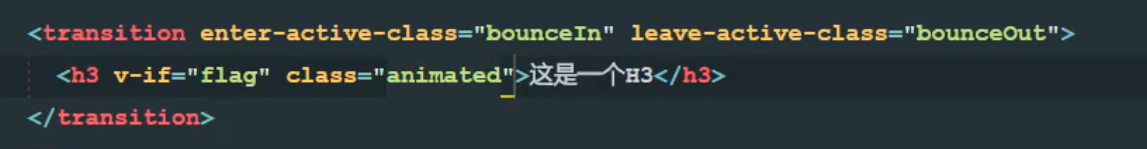 <transition enter-active-class="bounceIn" leave-active-class="bounceOut">
<h3 v-if="flag" class="animated">这是一个H3</h3>
</transition>